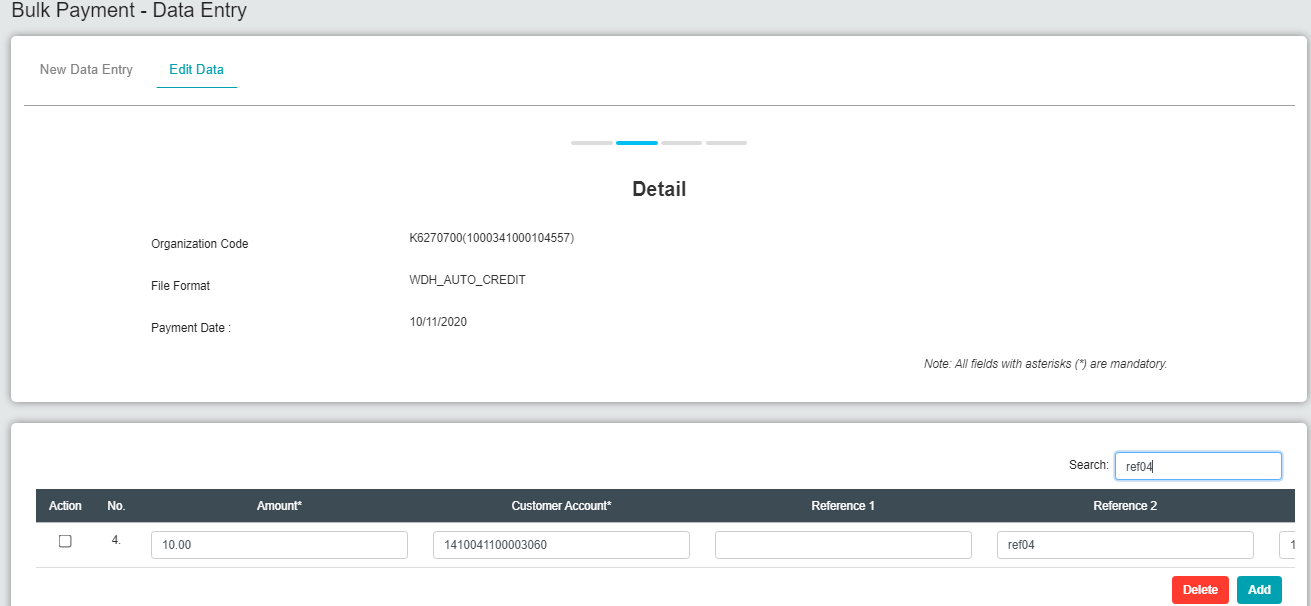 Bulk Payment - Data Entry
New Data Entry Edit Data
Detail
Organization Code K6270700(1000341000104557)
File Format WDH_AUTO_CREDIT
Payment Date : 10/11/2020
Note: All fields with asterisks (*) are mandatory.
Search: ref04
Action No. Amount* Customer Account* Reference 1 Reference 2
4. 10.00 1410041100003060 ref04 1
Delete Add